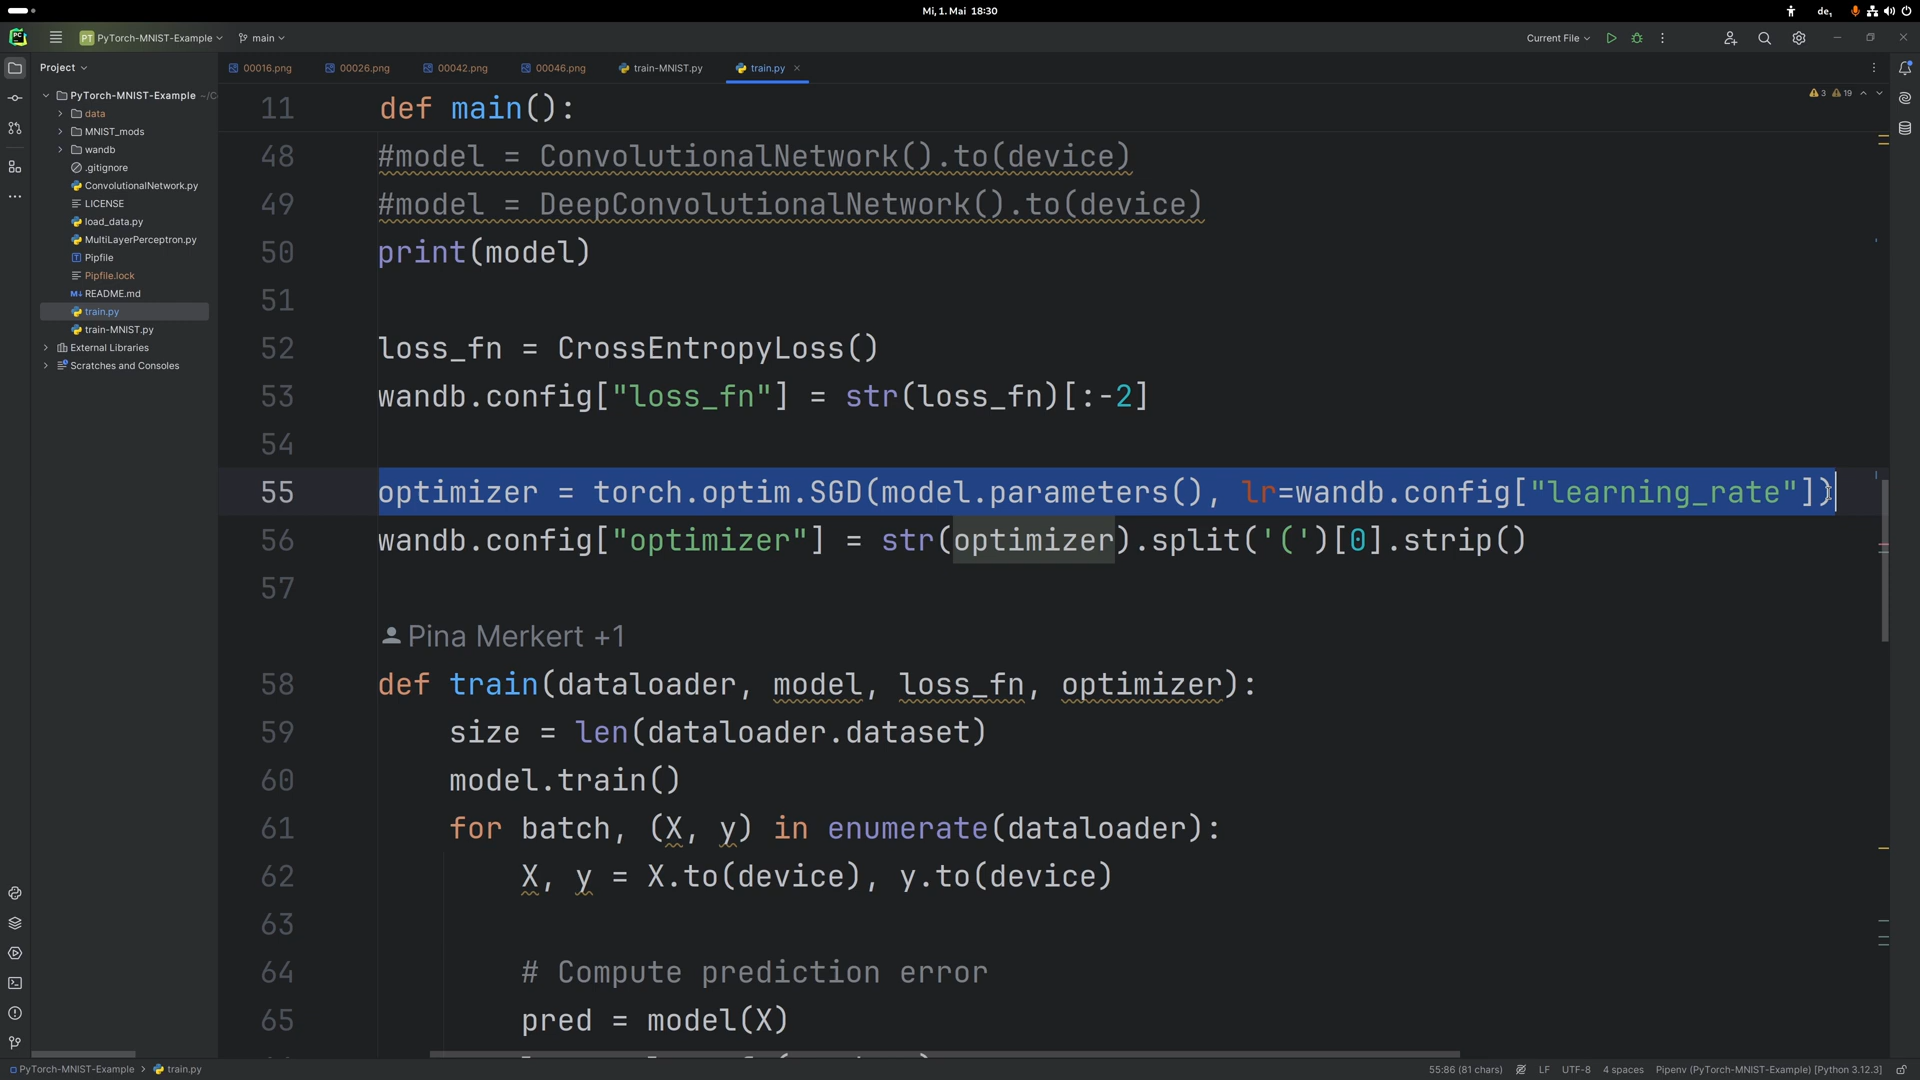 Mi, 1. Mai 18:30
de₁
PC
PT PyTorch-MNIST-Example
main
Current File
Project
00016.png
00026.png
00042.png
00046.png
train-MNIST.py
train.py
3
19
PyTorch-MNIST-Example ~/C
data
MNIST_mods
wandb
.gitignore
ConvolutionalNetwork.py
LICENSE
load_data.py
MultiLayerPerceptron.py
Pipfile
Pipfile.lock
M↓ README.md
train.py
train-MNIST.py
External Libraries
Scratches and Consoles
11 def main():
48 #model = ConvolutionalNetwork().to(device)
49 #model = DeepConvolutionalNetwork().to(device)
50 print(model)
51
52 loss_fn = CrossEntropyLoss()
53 wandb.config["loss_fn"] = str(loss_fn)[:-2]
54
55 optimizer = torch.optim.SGD(model.parameters(), lr=wandb.config["learning_rate"])
56 wandb.config["optimizer"] = str(optimizer).split('(')[0].strip()
57
Pina Merkert +1
58 def train(dataloader, model, loss_fn, optimizer):
59 size = len(dataloader.dataset)
60 model.train()
61 for batch, (X, y) in enumerate(dataloader):
62 X, y = X.to(device), y.to(device)
63
64 # Compute prediction error
65 pred = model(X)
PyTorch-MNIST-Example > train.py
55:86 (81 chars)
LF
UTF-8
4 spaces
Pipenv (PyTorch-MNIST-Example) [Python 3.12.3]